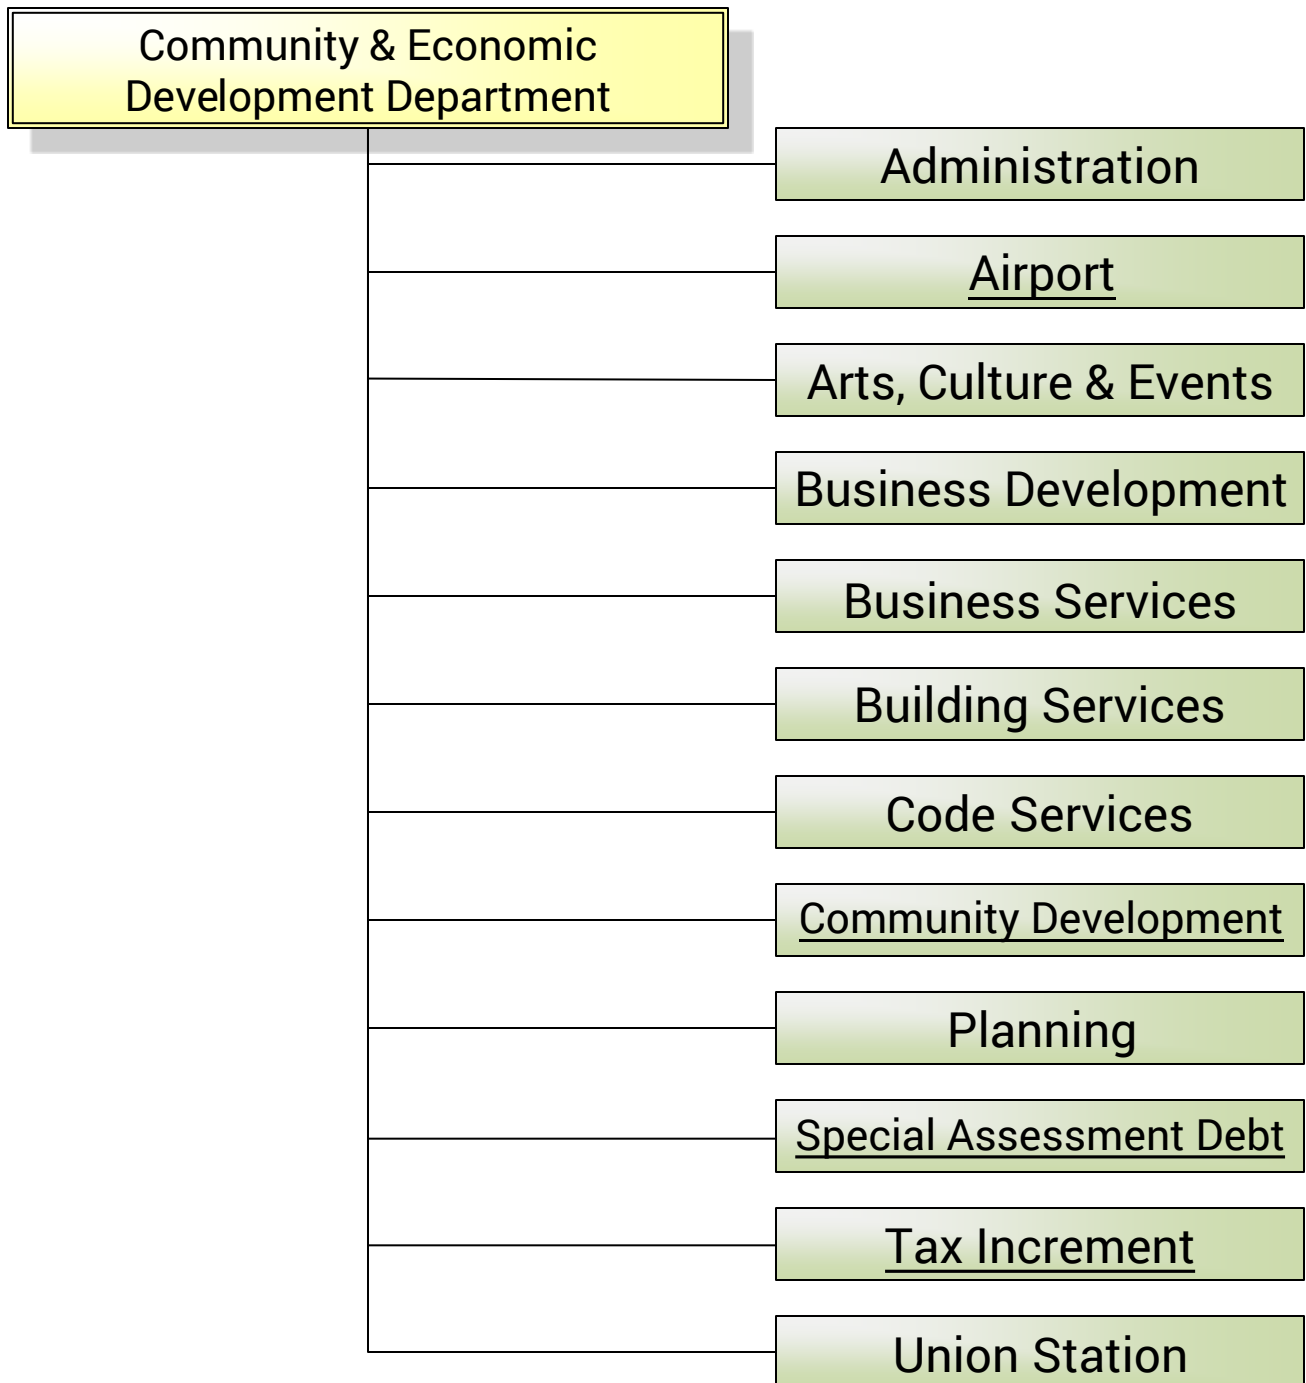 Community & Economic
Development Department
Administration
Airport
Arts, Culture & Events
Business Development
Business Services
Building Services
Code Services
Community Development
Planning
Special Assessment Debt
Tax Increment
Union Station